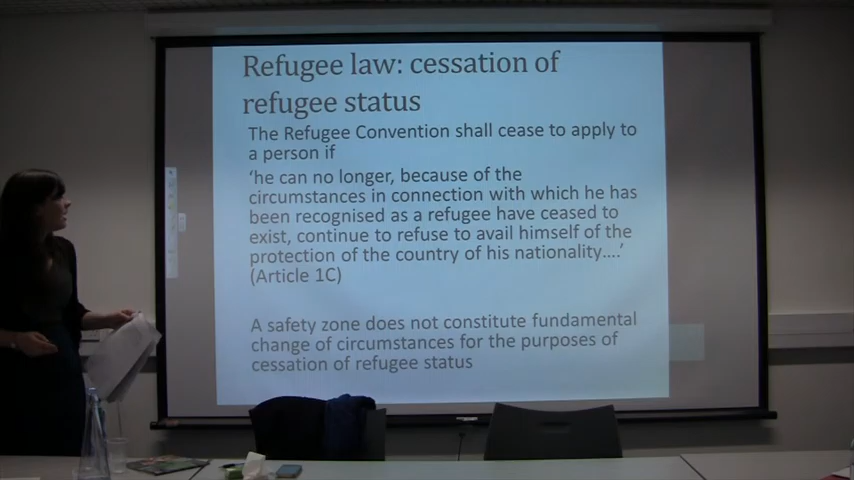 Refugee law: cessation of
refugee status
The Refugee Convention shall cease to apply to
a person if
‘he can no longer, because of the
circumstances in connection with which he has
been recognised as a refugee have ceased to
exist, continue to refuse to avail himself of the
protection of the country of his nationality....’
(Article 1C)
A safety zone does not constitute fundamental
change of circumstances for the purposes of
cessation of refugee status